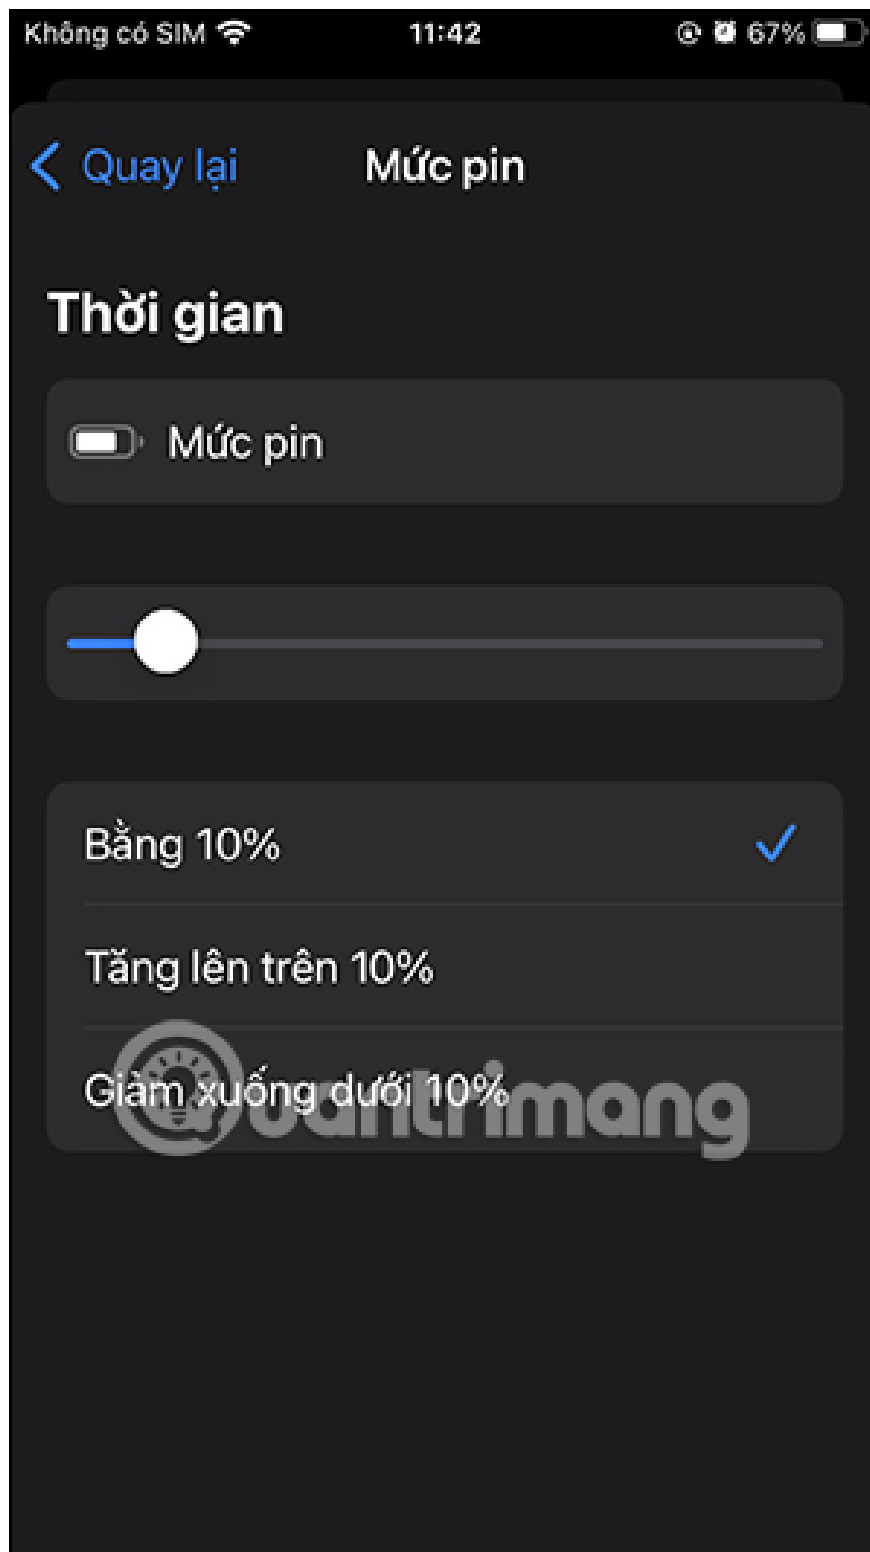 Không có SIM 11:42 67%
Quay lại Mức pin
Thời gian
Mức pin
Bằng 10%
Tăng lên trên 10%
Giảm xuống dưới 10%
uantrimang